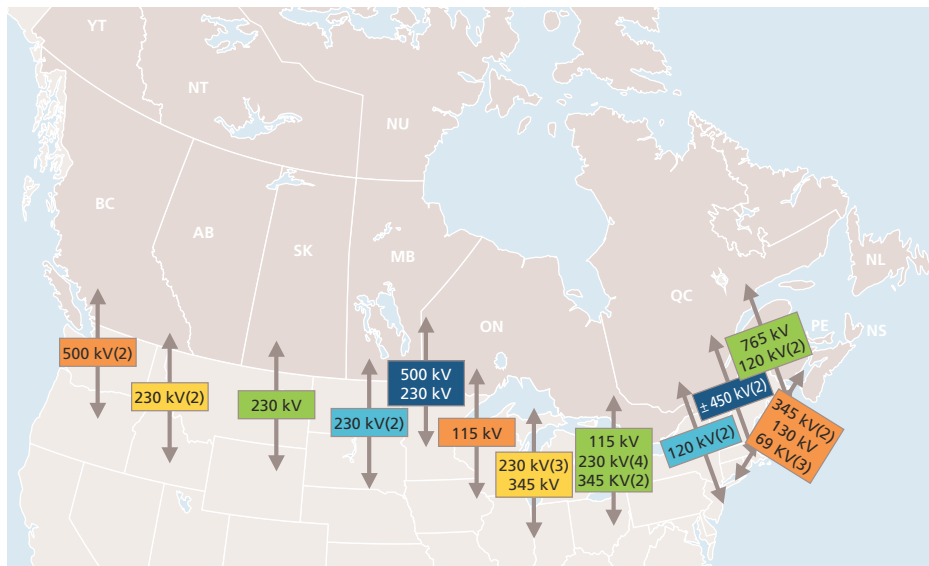 YT
NT
NU
BC
AB
SK
MB
ON
QC
NL
PE
NS
500 kV(2)
230 kV(2)
230 kV
230 kV(2)
500 kV
230 kV
115 kV
230 kV(3)
345 kV
115 kV
230 kV(4)
345 KV(2)
120 kV(2)
± 450 kV(2)
765 kV
120 kV(2)
345 kV(2)
130 kV
69 KV(3)